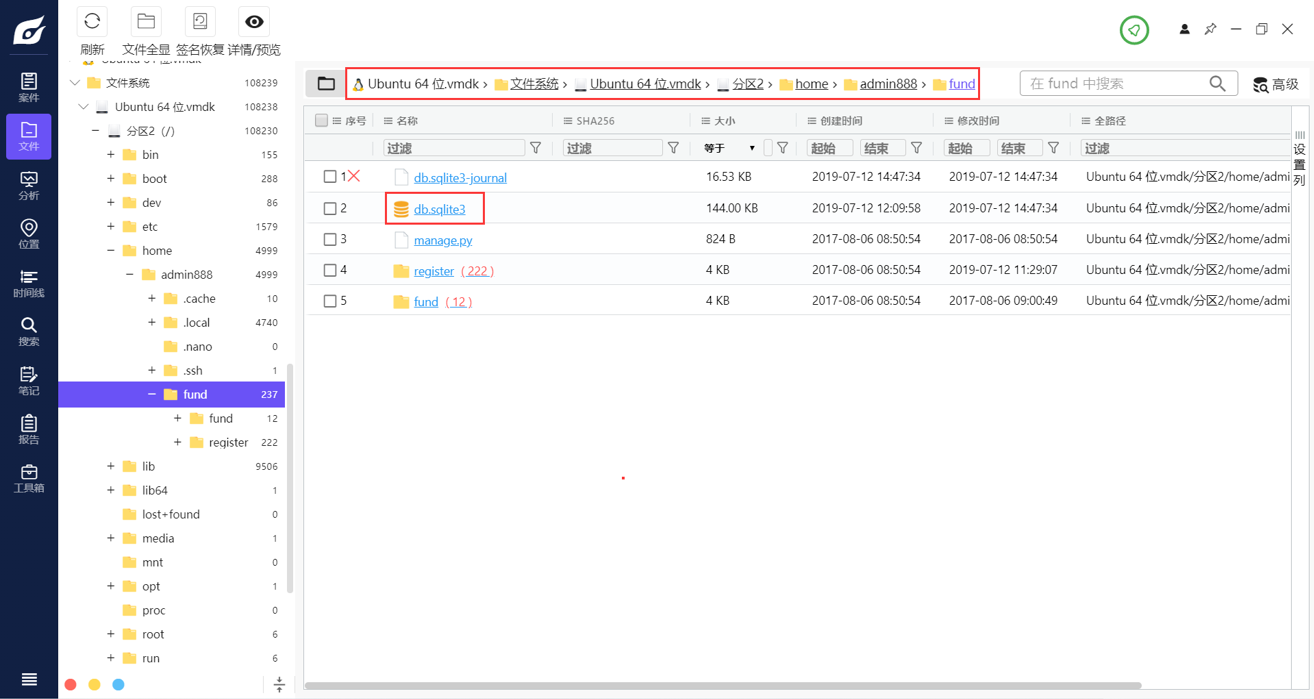 刷新 文件全显 签名恢复 详情/预览
案件
文件
分析
位置
时间线
搜索
笔记
报告
工具箱
Ubuntu 64 位.vmdk
文件系统 108239
Ubuntu 64 位.vmdk 108238
分区2（/） 108230
bin 155
boot 288
dev 86
etc 1579
home 4999
admin888 4999
.cache 10
.local 4740
.nano 0
.ssh 1
fund 237
fund 12
register 222
lib 9506
lib64 1
lost+found 0
media 1
mnt 0
opt 1
proc 0
root 6
run 6
Ubuntu 64 位.vmdk › 文件系统 › Ubuntu 64 位.vmdk › 分区2 › home › admin888 › fund
在 fund 中搜索
高级
序号 名称 SHA256 大小 创建时间 修改时间 全路径
过滤 过滤 等于 起始 结束 起始 结束 过滤
1 db.sqlite3-journal 16.53 KB 2019-07-12 14:47:34 2019-07-12 14:47:34 Ubuntu 64 位.vmdk/分区2/home/admi
2 db.sqlite3 144.00 KB 2019-07-12 12:09:58 2019-07-12 14:47:34 Ubuntu 64 位.vmdk/分区2/home/admi
3 manage.py 824 B 2017-08-06 08:50:54 2017-08-06 08:50:54 Ubuntu 64 位.vmdk/分区2/home/admi
4 register ( 222 ) 4 KB 2017-08-06 08:50:54 2019-07-12 11:29:07 Ubuntu 64 位.vmdk/分区2/home/admi
5 fund ( 12 ) 4 KB 2017-08-06 08:50:54 2017-08-06 09:00:49 Ubuntu 64 位.vmdk/分区2/home/admi
设置列